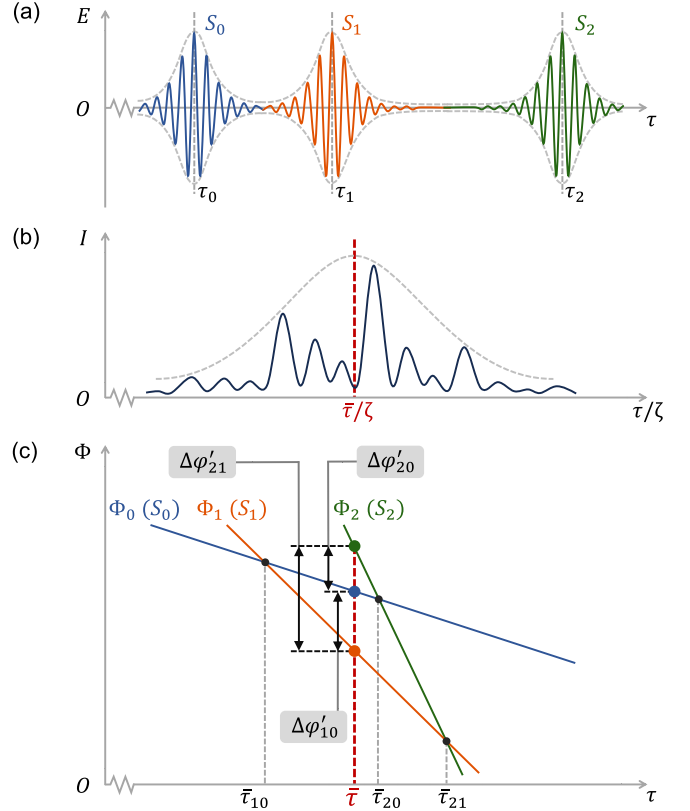 (a)
E
S₀
S₁
S₂
O
τ
τ₀
τ₁
τ₂
(b)
I
O
τ̄/ζ
τ/ζ
(c)
Φ
Δφ′₂₁
Δφ′₂₀
Φ₀ (S₀)
Φ₁ (S₁)
Φ₂ (S₂)
Δφ′₁₀
O
τ̄₁₀
τ̄
τ̄₂₀
τ̄₂₁
τ